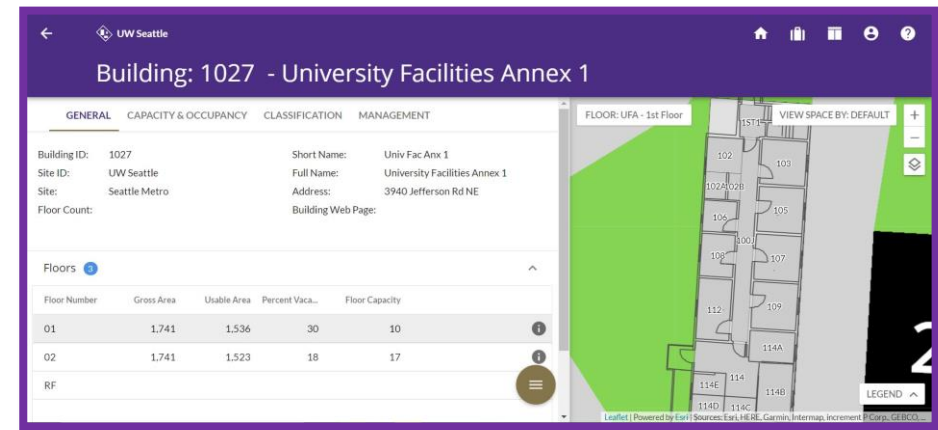 UW Seattle
Building: 1027 - University Facilities Annex 1
GENERAL CAPACITY & OCCUPANCY CLASSIFICATION MANAGEMENT
Building ID: 1027 Short Name: Univ Fac Anx 1
Site ID: UW Seattle Full Name: University Facilities Annex 1
Site: Seattle Metro Address: 3940 Jefferson Rd NE
Floor Count: Building Web Page:
Floors 3
Floor Number Gross Area Usable Area Percent Vaca... Floor Capacity
01 1,741 1,536 30 10
02 1,741 1,523 18 17
RF
FLOOR: UFA - 1st Floor
VIEW SPACE BY: DEFAULT
+
−
1ST1
102
103
102A 102B
106
105
100J
108
107
112
109
114A
114
114E
114B
114D 114C
2
LEGEND
Leaflet | Powered by Esri | Sources: Esri, HERE, Garmin, Intermap, increment P Corp., GEBCO, ...